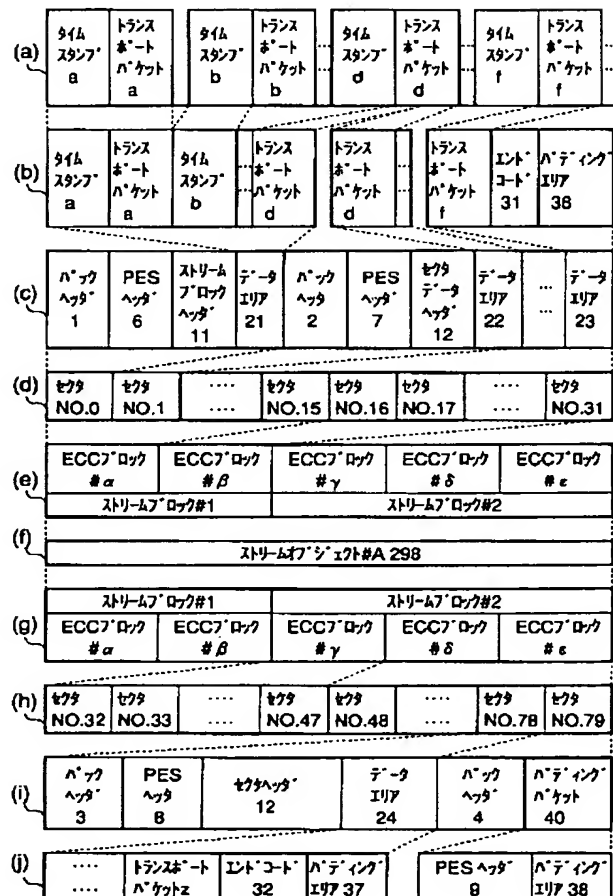 (a)
タイム スタンプ a
トランス ポート パケット a
タイム スタンプ b
トランス ポート パケット b
タイム スタンプ d
トランス ポート パケット d
タイム スタンプ f
トランス ポート パケット f
(b)
タイム スタンプ a
トランス ポート パケット a
タイム スタンプ b
トランス ポート パケット d
トランス ポート パケット d
トランス ポート パケット f
エンド コード 31
パディング エリア 38
(c)
パック ヘッダ 1
PES ヘッダ 6
ストリーム ブロック ヘッダ 11
データ エリア 21
パック ヘッダ 2
PES ヘッダ 7
セクタ データ ヘッダ 12
データ エリア 22
....
データ エリア 23
(d)
セクタ NO.0
セクタ NO.1
....
セクタ NO.15
セクタ NO.16
セクタ NO.17
....
セクタ NO.31
(e)
ECCブロック #α
ECCブロック #β
ECCブロック #γ
ECCブロック #δ
ECCブロック #ε
ストリームブロック#1
ストリームブロック#2
(f)
ストリームオブジェクト#A 298
(g)
ストリームブロック#1
ストリームブロック#2
ECCブロック #α
ECCブロック #β
ECCブロック #γ
ECCブロック #δ
ECCブロック #ε
(h)
セクタ NO.32
セクタ NO.33
....
セクタ NO.47
セクタ NO.48
....
セクタ NO.78
セクタ NO.79
(i)
パック ヘッダ 3
PES ヘッダ 8
セクタヘッダ 12
データ エリア 24
パック ヘッダ 4
パディング パケット 40
(j)
....
トランスポート パケットz
エンドコード 32
パディング エリア 37
PES ヘッダ 9
パディング エリア 38